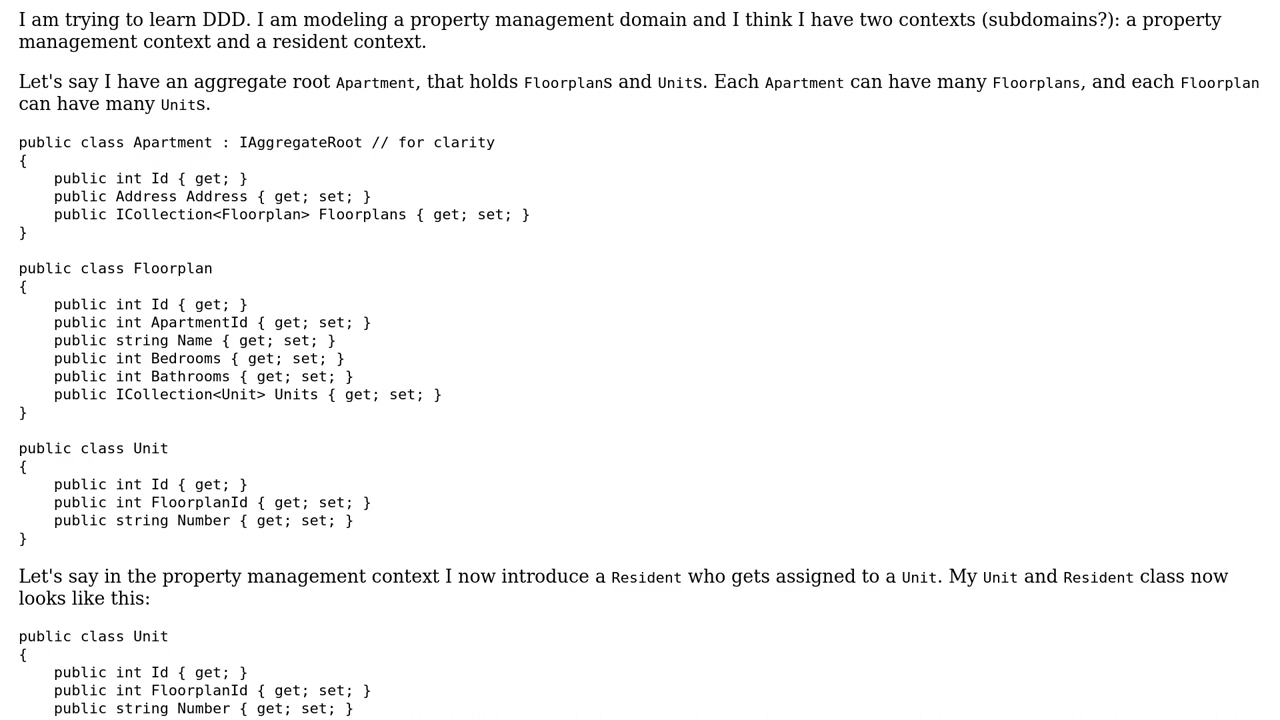 I am trying to learn DDD. I am modeling a property management domain and I think I have two contexts (subdomains?): a property
management context and a resident context.
Let's say I have an aggregate root Apartment, that holds Floorplans and Units. Each Apartment can have many Floorplans, and each Floorplan
can have many Units.
public class Apartment : IAggregateRoot // for clarity
{
    public int Id { get; }
    public Address Address { get; set; }
    public ICollection<Floorplan> Floorplans { get; set; }
}
public class Floorplan
{
    public int Id { get; }
    public int ApartmentId { get; set; }
    public string Name { get; set; }
    public int Bedrooms { get; set; }
    public int Bathrooms { get; set; }
    public ICollection<Unit> Units { get; set; }
}
public class Unit
{
    public int Id { get; }
    public int FloorplanId { get; set; }
    public string Number { get; set; }
}
Let's say in the property management context I now introduce a Resident who gets assigned to a Unit. My Unit and Resident class now
looks like this:
public class Unit
{
    public int Id { get; }
    public int FloorplanId { get; set; }
    public string Number { get; set; }